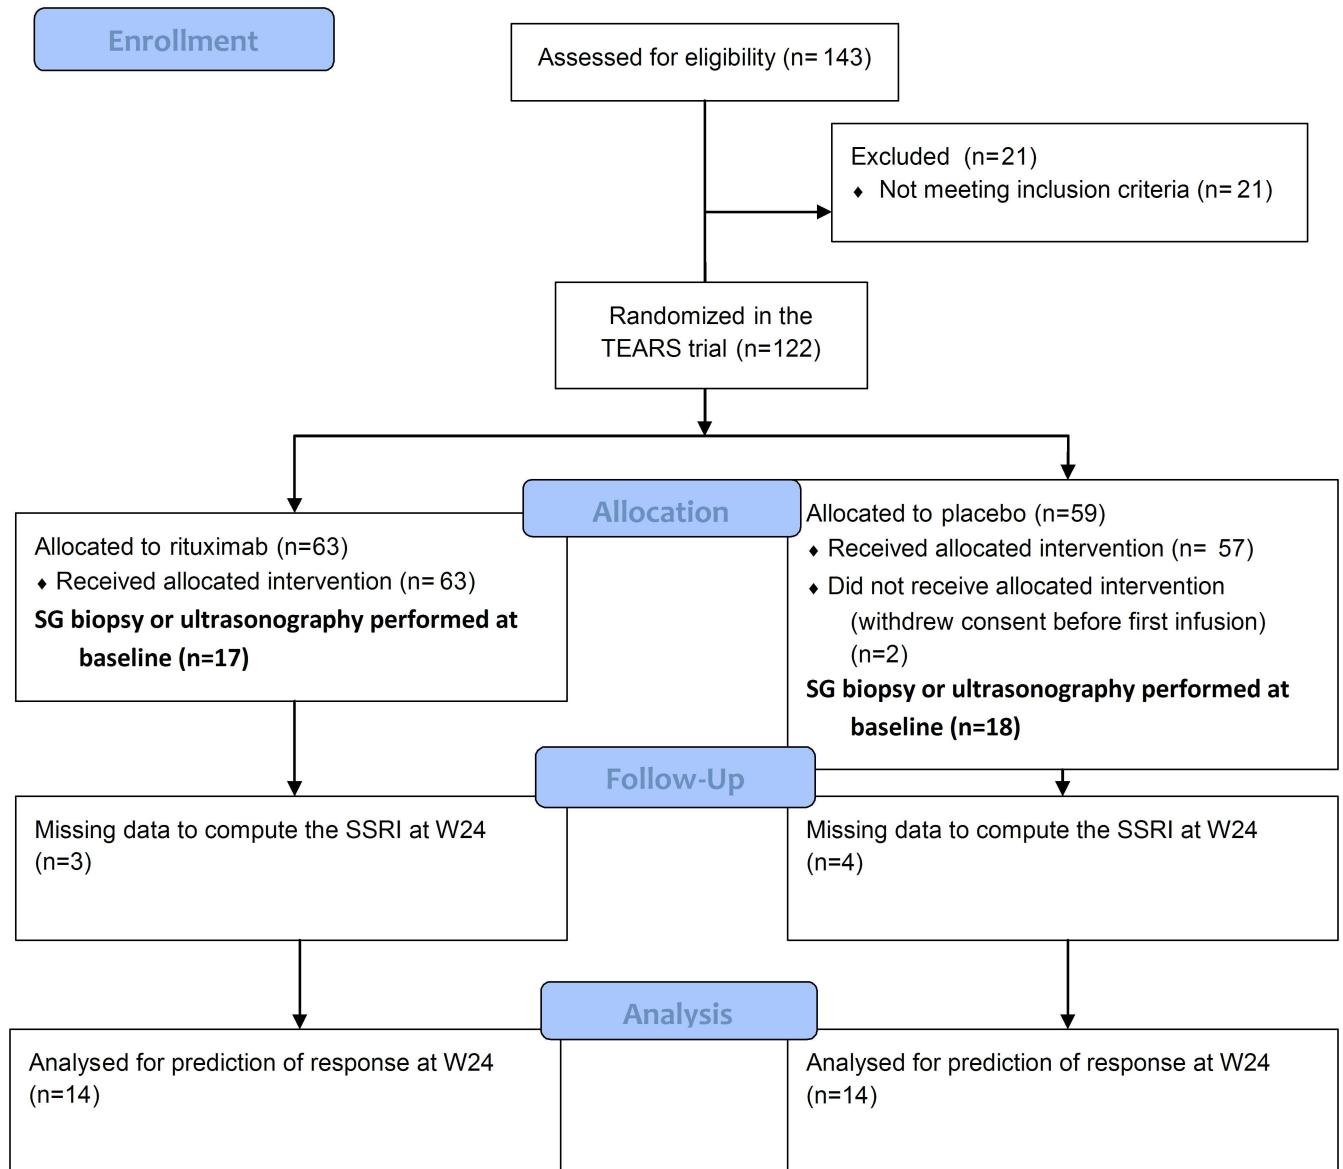 Enrollment
Assessed for eligibility (n= 143)
Excluded (n=21)
♦ Not meeting inclusion criteria (n= 21)
Randomized in the
TEARS trial (n=122)
Allocation
Allocated to rituximab (n=63)
♦ Received allocated intervention (n= 63)
SG biopsy or ultrasonography performed at
baseline (n=17)
Allocated to placebo (n=59)
♦ Received allocated intervention (n= 57)
♦ Did not receive allocated intervention
(withdrew consent before first infusion)
(n=2)
SG biopsy or ultrasonography performed at
baseline (n=18)
Follow-Up
Missing data to compute the SSRI at W24
(n=3)
Missing data to compute the SSRI at W24
(n=4)
Analysis
Analysed for prediction of response at W24
(n=14)
Analysed for prediction of response at W24
(n=14)